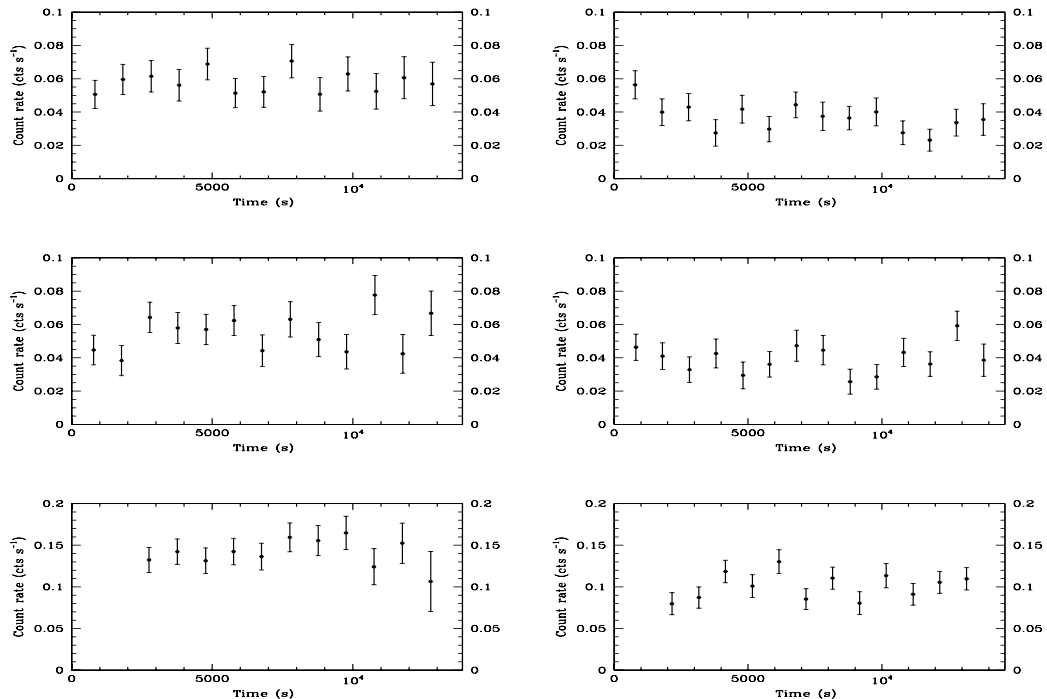 0.1 0.1 0.1 0.1
0.08 0.08 0.08 0.08
0.06 0.06 0.06 0.06
0.04 0.04 0.04 0.04
0.02 0.02 0.02 0.02
0 0 0 0
Count rate (cts s⁻¹) Count rate (cts s⁻¹)
0 5000 10⁴ 0 5000 10⁴
Time (s) Time (s)
0.1 0.1 0.1 0.1
0.08 0.08 0.08 0.08
0.06 0.06 0.06 0.06
0.04 0.04 0.04 0.04
0.02 0.02 0.02 0.02
0 0 0 0
Count rate (cts s⁻¹) Count rate (cts s⁻¹)
0 5000 10⁴ 0 5000 10⁴
Time (s) Time (s)
0.2 0.2 0.2 0.2
0.15 0.15 0.15 0.15
0.1 0.1 0.1 0.1
0.05 0.05 0.05 0.05
0 0 0 0
Count rate (cts s⁻¹) Count rate (cts s⁻¹)
0 5000 10⁴ 0 5000 10⁴
Time (s) Time (s)